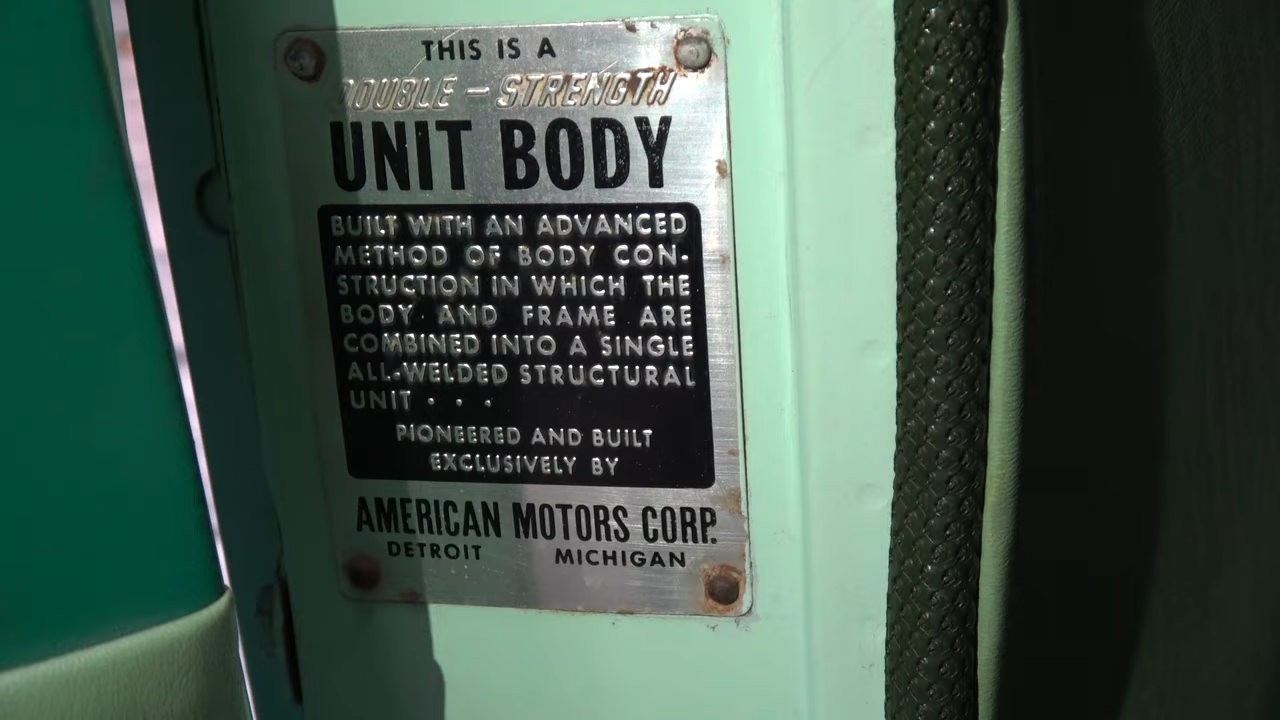 THIS IS A
DOUBLE - STRENGTH
UNIT BODY
BUILT WITH AN ADVANCED
METHOD OF BODY CON-
STRUCTION IN WHICH THE
BODY AND FRAME ARE
COMBINED INTO A SINGLE
ALL-WELDED STRUCTURAL
UNIT . . .
PIONEERED AND BUILT
EXCLUSIVELY BY
AMERICAN MOTORS CORP.
DETROIT MICHIGAN